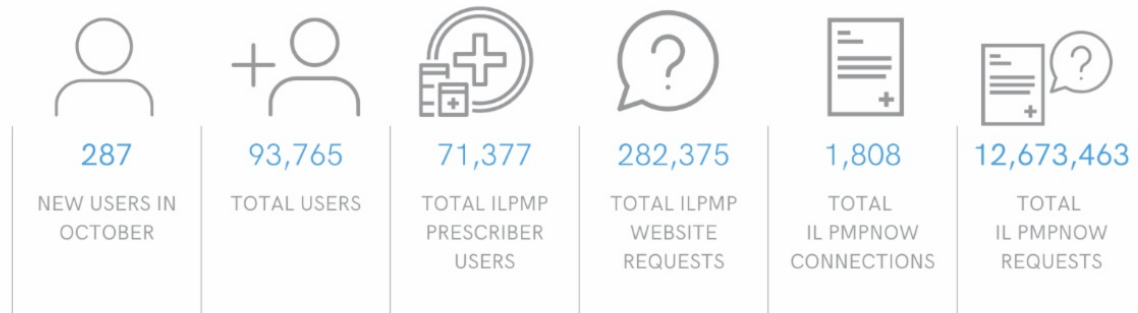 287
NEW USERS IN
OCTOBER
93,765
TOTAL USERS
71,377
TOTAL ILPMP
PRESCRIBER
USERS
282,375
TOTAL ILPMP
WEBSITE
REQUESTS
1,808
TOTAL
IL PMPNOW
CONNECTIONS
12,673,463
TOTAL
IL PMPNOW
REQUESTS